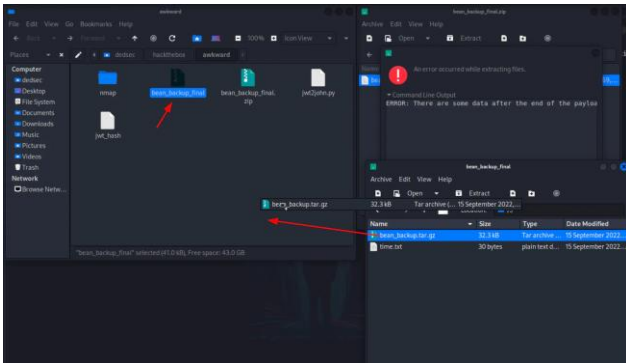 awkward
File Edit View Go Bookmarks Help
Back Forward 100% Icon View
Places dedsec hackthebox awkward
Computer
dedsec
Desktop
File System
Documents
Downloads
Music
Pictures
Videos
Trash
Network
Browse Netw...
nmap
bean_backup_final
bean_backup_final.zip
jwt2john.py
jwt_hash
"bean_backup_final" selected (41.0 kB), Free space: 43.0 GB
bean_backup_final.zip
Archive Edit View Help
Open Extract
An error occurred while extracting files.
Command Line Output
ERROR: There are some data after the end of the payloa
bean_backup_final
Archive Edit View Help
Open Extract
bean_backup.tar.gz 32.3 kB Tar archive (... 15 September 2022,...
Location:
Name Size Type Date Modified
bean_backup.tar.gz 32.3 kB Tar archive ... 15 September 2022...
time.txt 30 bytes plain text d... 15 September 2022...